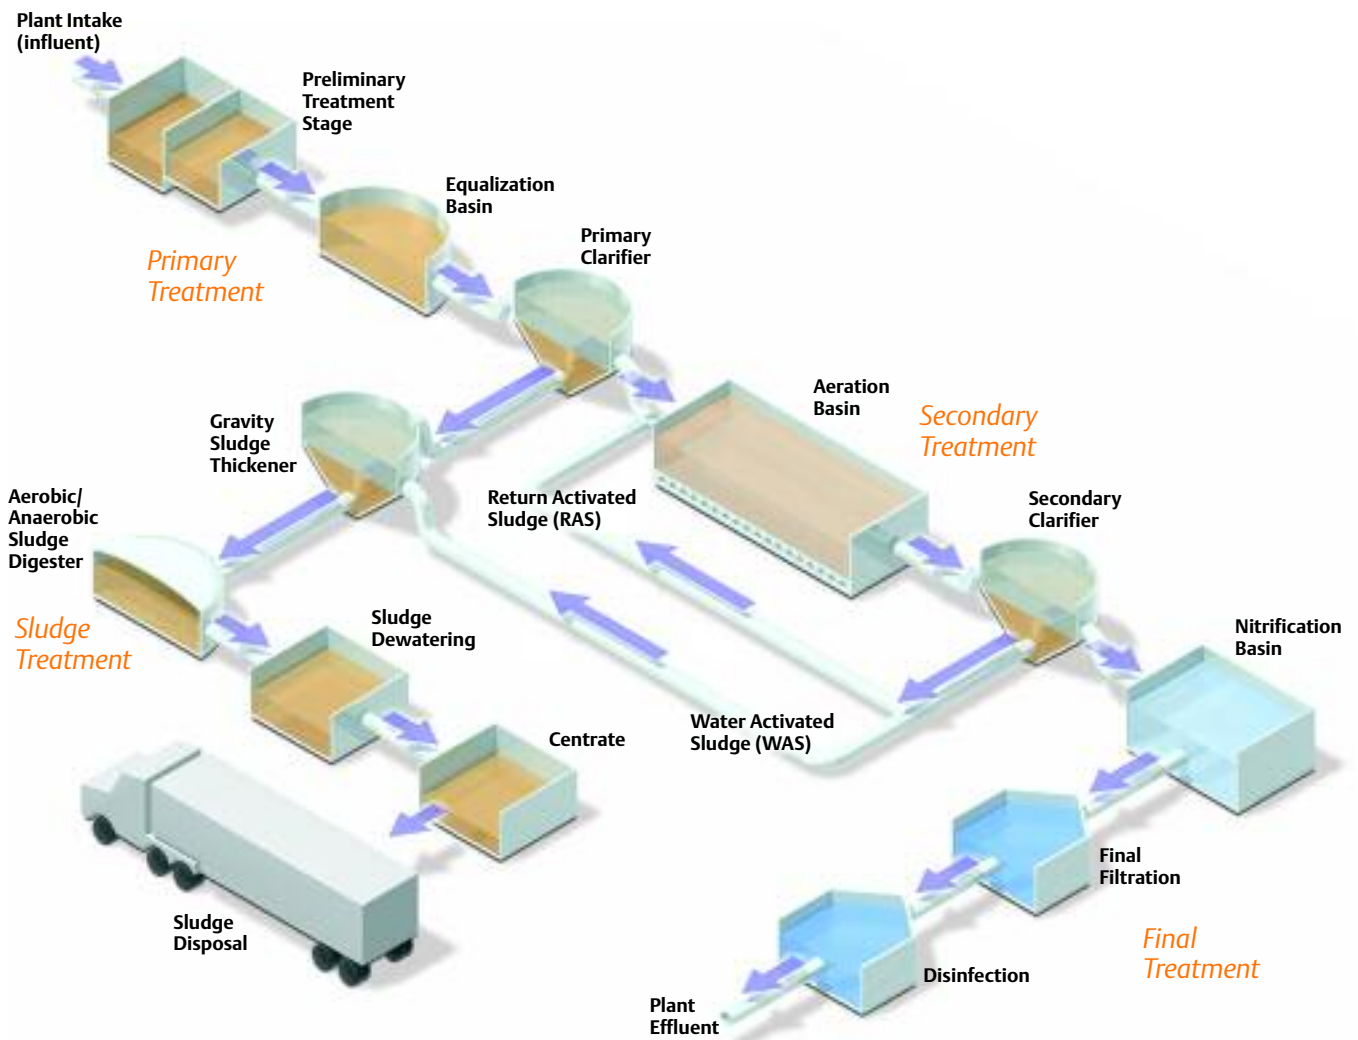 Plant Intake
(influent)
Preliminary
Treatment
Stage
Equalization
Basin
Primary
Clarifier
Primary
Treatment
Aeration
Basin
Secondary
Treatment
Gravity
Sludge
Thickener
Return Activated
Sludge (RAS)
Secondary
Clarifier
Aerobic/
Anaerobic
Sludge
Digester
Sludge
Treatment
Sludge
Dewatering
Nitrification
Basin
Water Activated
Sludge (WAS)
Centrate
Final
Filtration
Sludge
Disposal
Final
Treatment
Disinfection
Plant
Effluent